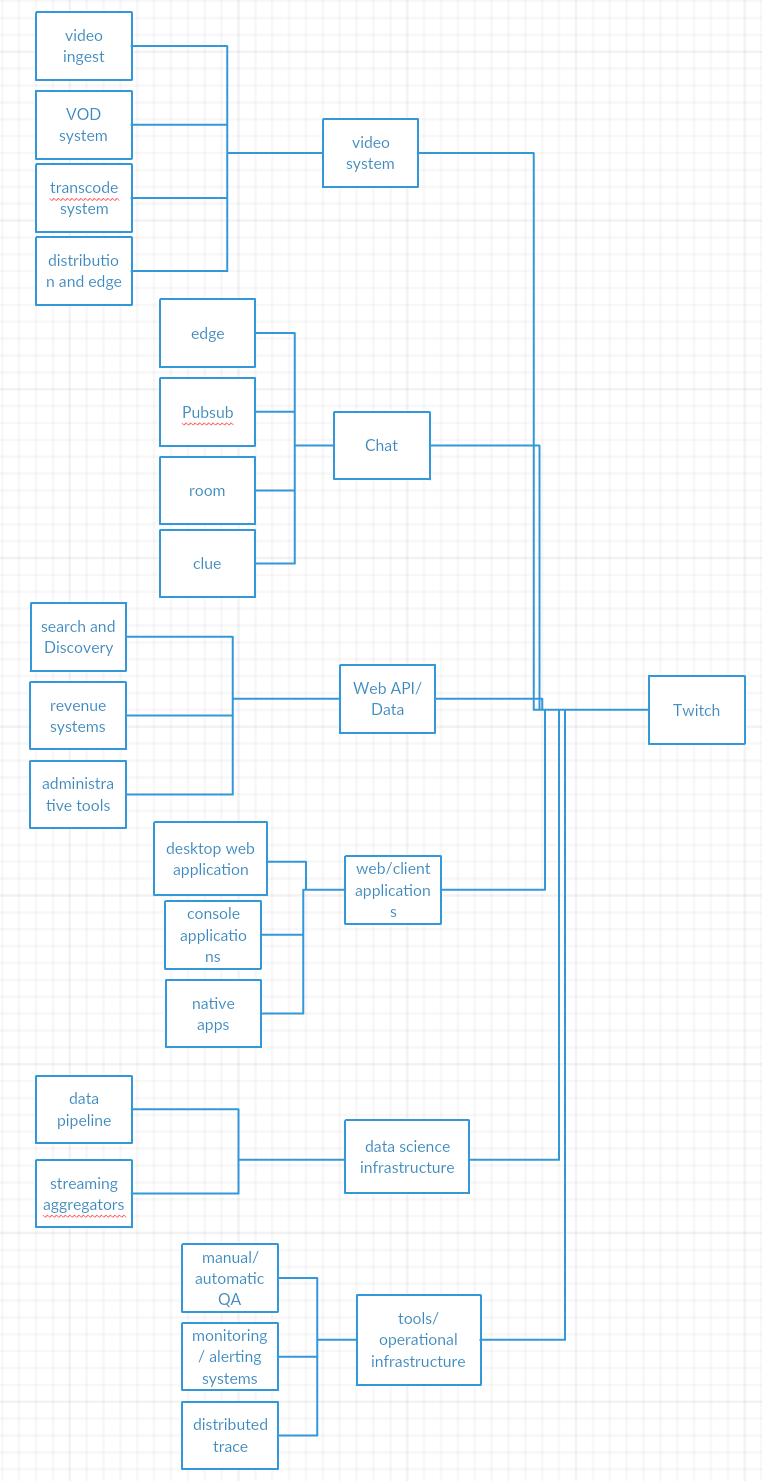 video
ingest
VOD
system
transcode
system
distributio
n and edge
video
system
edge
Pubsub
room
clue
Chat
search and
Discovery
revenue
systems
administra
tive tools
Web API/
Data
Twitch
desktop web
application
console
applicatio
ns
native
apps
web/client
application
s
data
pipeline
streaming
aggregators
data science
infrastructure
manual/
automatic
QA
monitoring
/ alerting
systems
distributed
trace
tools/
operational
infrastructure